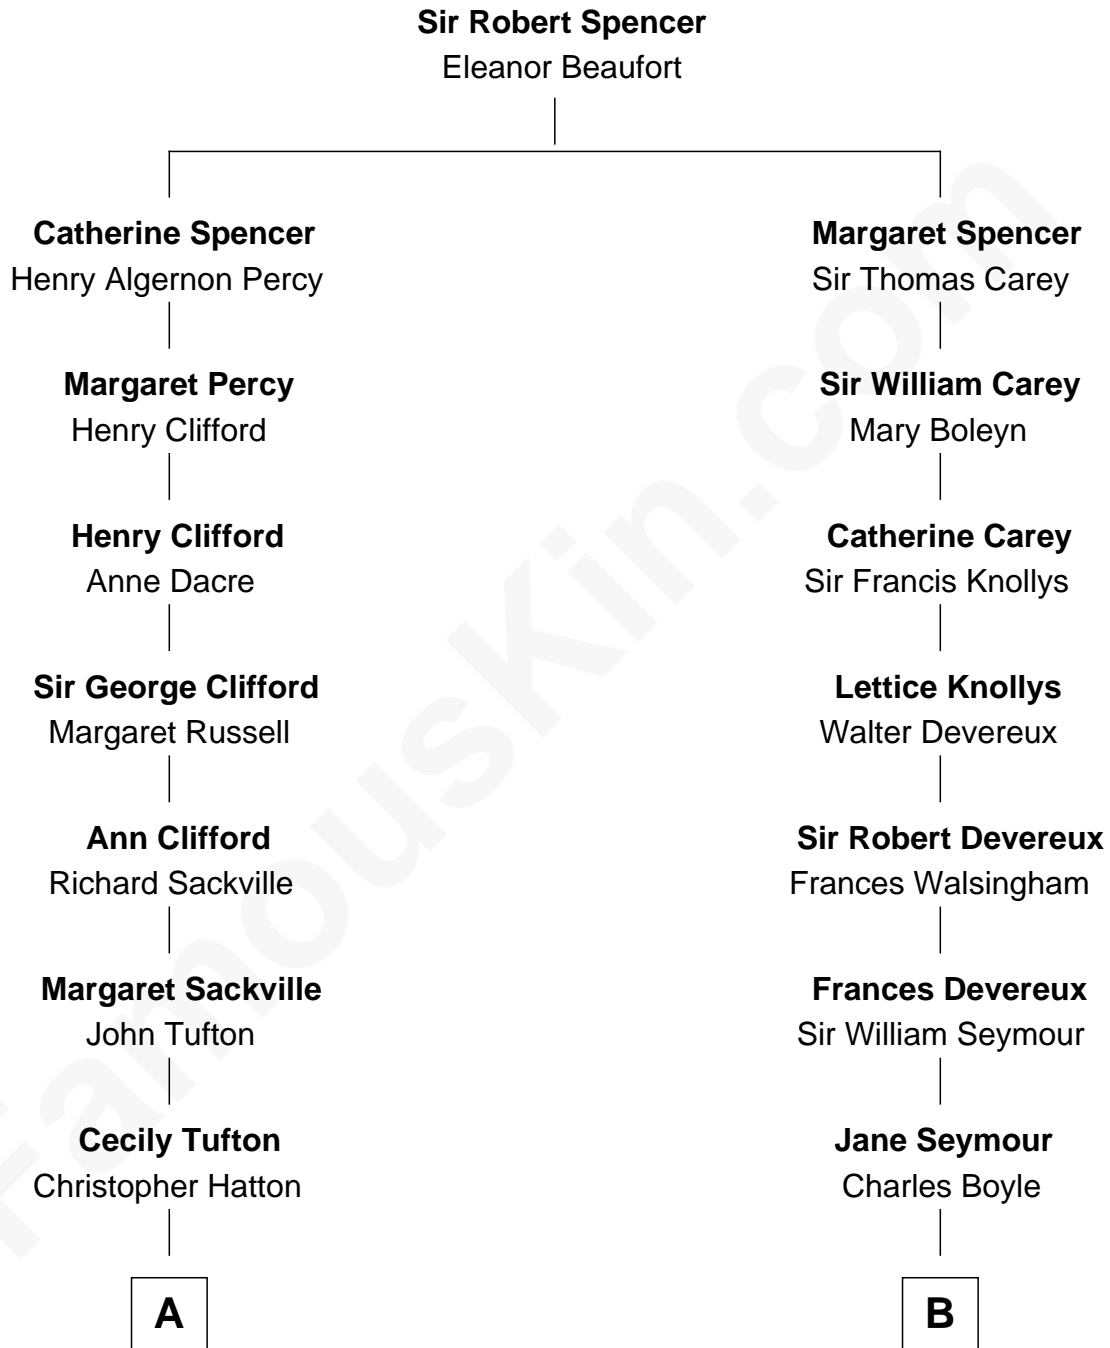 Sir Robert Spencer
Eleanor Beaufort
Catherine Spencer
Henry Algernon Percy
Margaret Spencer
Sir Thomas Carey
Margaret Percy
Henry Clifford
Sir William Carey
Mary Boleyn
Henry Clifford
Anne Dacre
Catherine Carey
Sir Francis Knollys
Sir George Clifford
Margaret Russell
Lettice Knollys
Walter Devereux
Ann Clifford
Richard Sackville
Sir Robert Devereux
Frances Walsingham
Margaret Sackville
John Tufton
Frances Devereux
Sir William Seymour
Cecily Tufton
Christopher Hatton
Jane Seymour
Charles Boyle
A
B
FamousKin.com